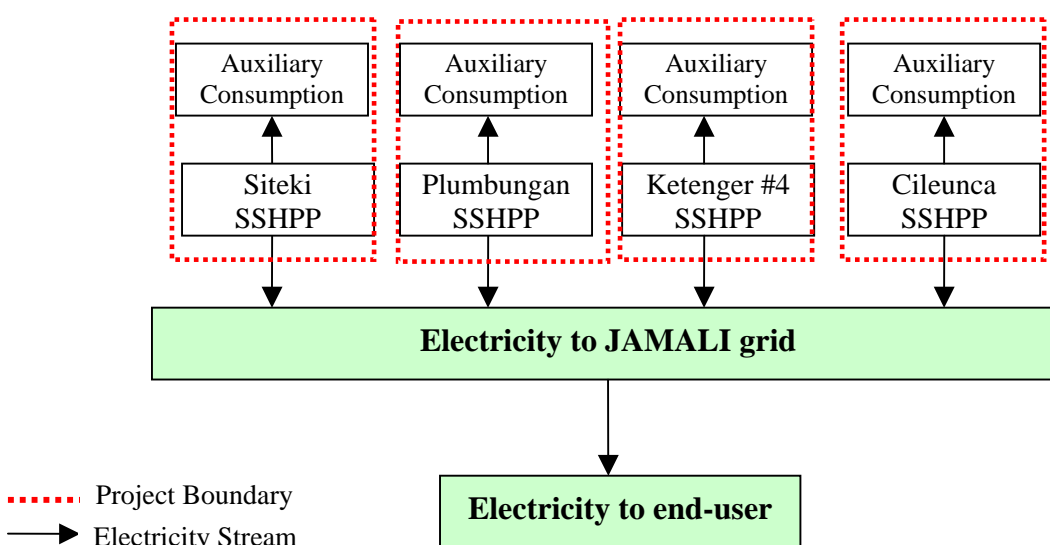 Auxiliary
Consumption
Auxiliary
Consumption
Auxiliary
Consumption
Auxiliary
Consumption
Siteki
SSHPP
Plumbungan
SSHPP
Ketenger #4
SSHPP
Cileunca
SSHPP
Electricity to JAMALI grid
Electricity to end-user
Project Boundary
Electricity Stream